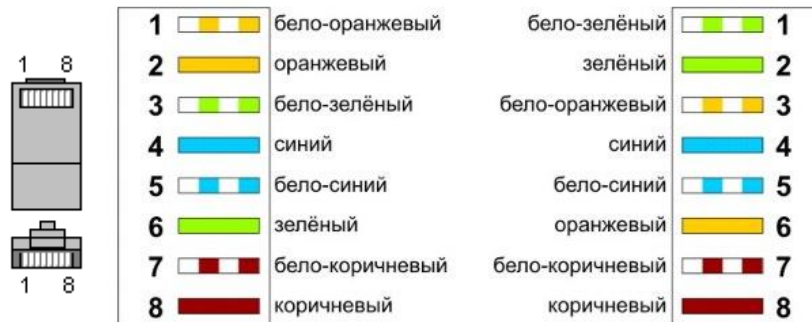 1 бело-оранжевый бело-зелёный 1
2 оранжевый зелёный 2
1 8
3 бело-зелёный бело-оранжевый 3
4 синий синий 4
5 бело-синий бело-синий 5
6 зелёный оранжевый 6
7 бело-коричневый бело-коричневый 7
1 8
8 коричневый коричневый 8